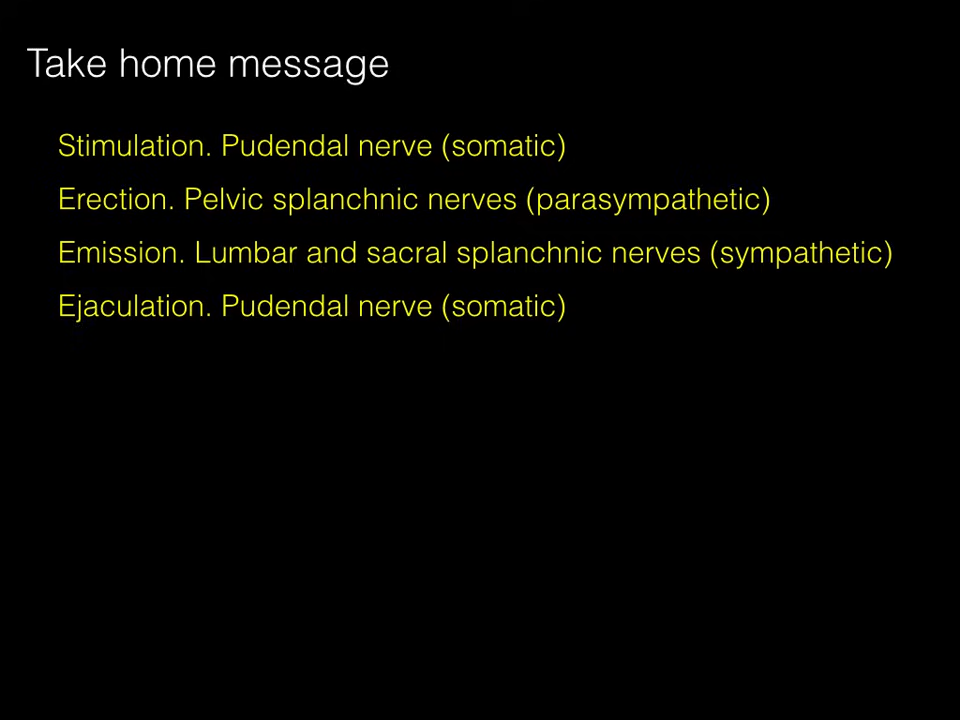 Take home message
Stimulation. Pudendal nerve (somatic)
Erection. Pelvic splanchnic nerves (parasympathetic)
Emission. Lumbar and sacral splanchnic nerves (sympathetic)
Ejaculation. Pudendal nerve (somatic)